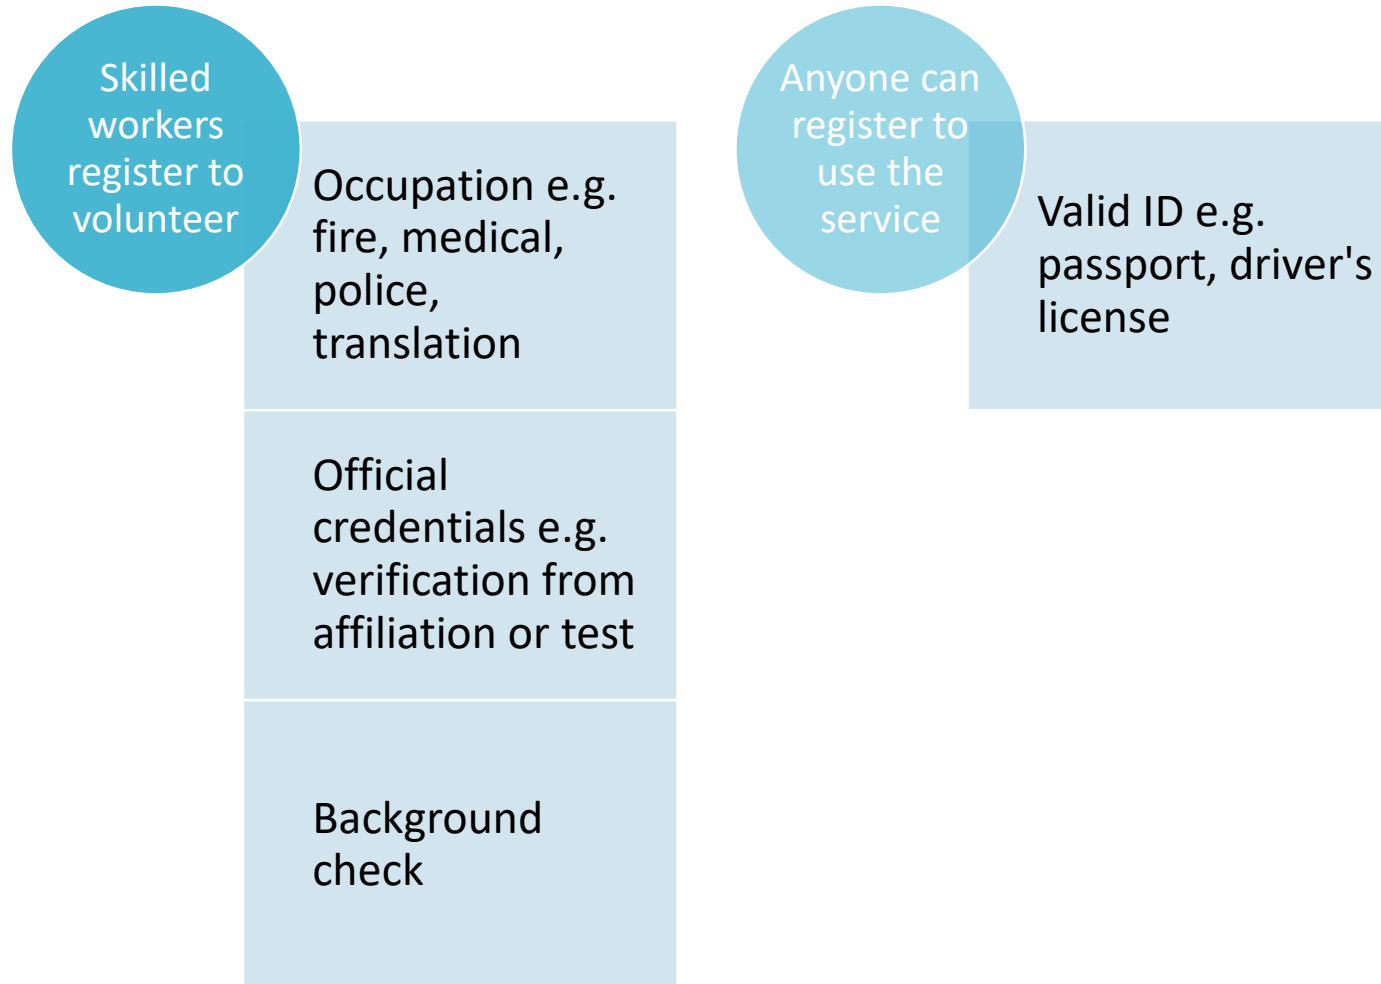 Skilled
workers
register to
volunteer
Occupation e.g.
fire, medical,
police,
translation
Official
credentials e.g.
verification from
affiliation or test
Background
check
Anyone can
register to
use the
service
Valid ID e.g.
passport, driver's
license